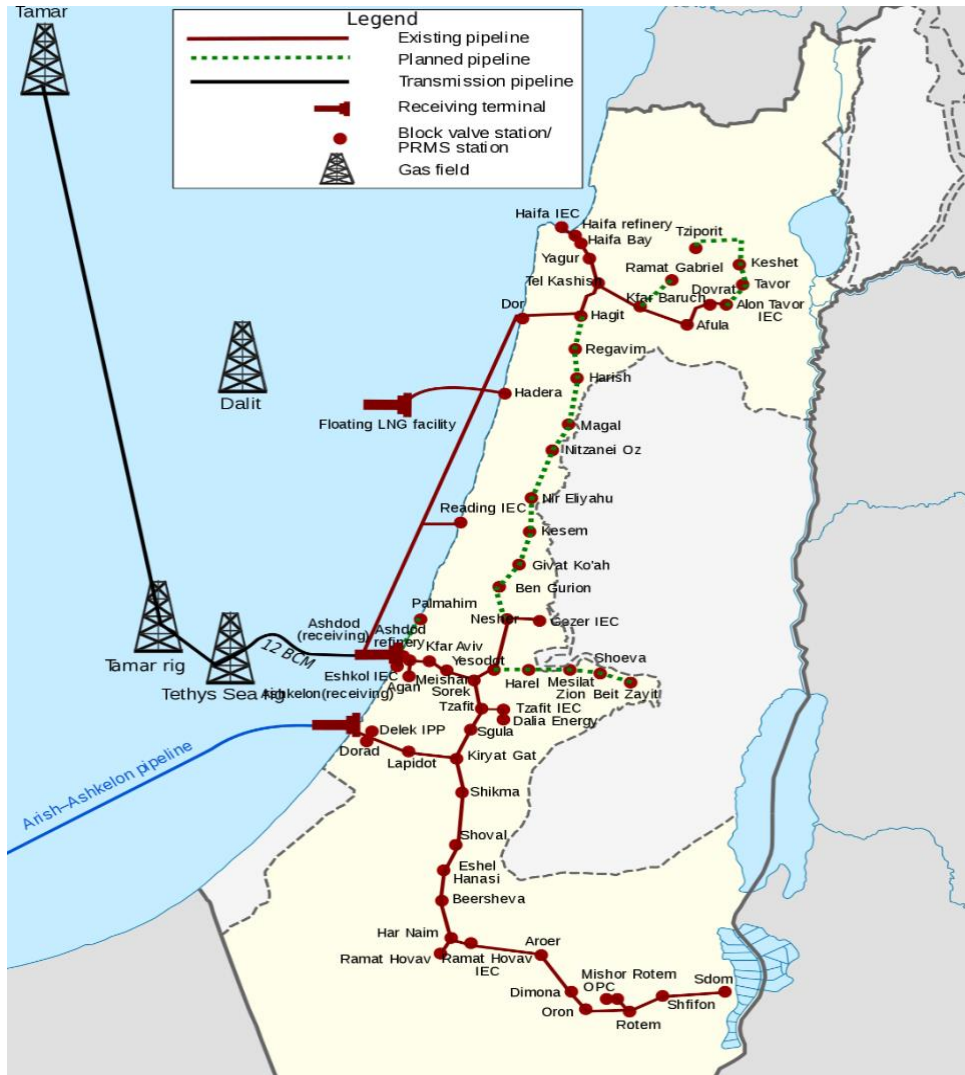 Tamar
Legend
Existing pipeline
Planned pipeline
Transmission pipeline
Receiving terminal
Block valve station/
PRMS station
Gas field
Haifa IEC
Haifa refinery
Haifa Bay
Tziporit
Yagur
Ramat Gabriel
Keshet
Tel Kashish
Dovrat
Tavor
Kfar Baruch
Alon Tavor
IEC
Dor
Hagit
Afula
Regavim
Harish
Dalit
Hadera
Floating LNG facility
Magal
Nitzanei Oz
Nir Eliyahu
Reading IEC
Kesem
Givat Ko'ah
Ben Gurion
Palmahim
Nesher
Gezer IEC
Ashdod
(receiving)
Ashdod
refinery
Kfar Aviv
Yesodot
Shoeva
Tamar rig
12 BCM
Eshkol IEC
Agan
Meishar
Sorek
Harel
Mesilat
Zion
Beit Zayit
Tethys Sea rig
Ashkelon(receiving)
Tzafit
Tzafit IEC
Dalia Energy
Delek IPP
Sgula
Dorad
Lapidot
Kiryat Gat
Arish–Ashkelon pipeline
Shikma
Shoval
Eshel
Hanasi
Beersheva
Har Naim
Ramat Hovav
Ramat Hovav
IEC
Aroer
Mishor Rotem
OPC
Sdom
Dimona
Shfifon
Oron
Rotem